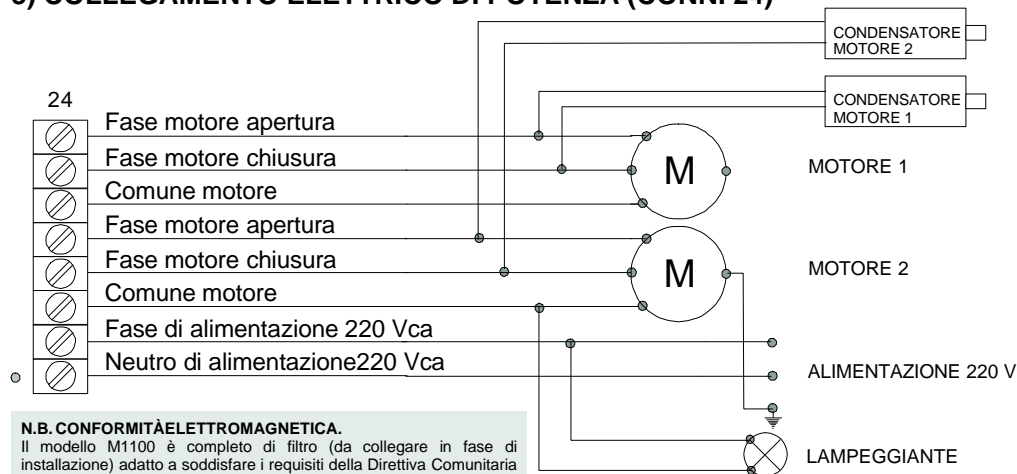 CONDENSATORE
MOTORE 2
CONDENSATORE
MOTORE 1
24
Fase motore apertura
Fase motore chiusura
Comune motore
Fase motore apertura
Fase motore chiusura
Comune motore
Fase di alimentazione 220 Vca
Neutro di alimentazione220 Vca
M
MOTORE 1
M
MOTORE 2
ALIMENTAZIONE 220 V
LAMPEGGIANTE
N.B. CONFORMITÀELETTROMAGNETICA.
Il modello M1100 è completo di filtro (da collegare in fase di
installazione) adatto a soddisfare i requisiti della Direttiva Comunitaria